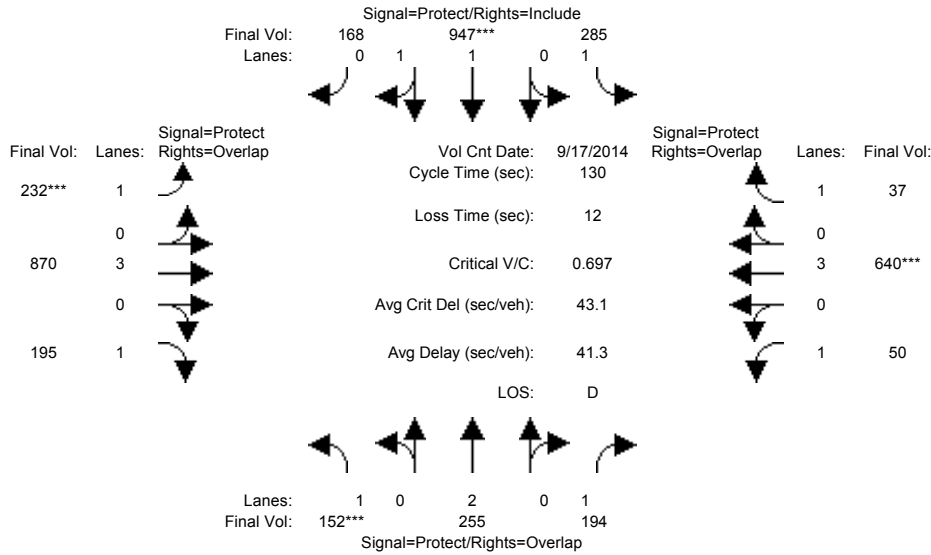 Signal=Protect/Rights=Include
Final Vol: 168 947*** 285
Lanes: 0 1 1 0 1
Signal=Protect Signal=Protect
Final Vol: Lanes: Rights=Overlap Vol Cnt Date: 9/17/2014 Rights=Overlap Lanes: Final Vol:
Cycle Time (sec): 130
232*** 1 1 37
Loss Time (sec): 12
0 0
870 3 Critical V/C: 0.697 3 640***
0 Avg Crit Del (sec/veh): 43.1 0
195 1 Avg Delay (sec/veh): 41.3 1 50
LOS: D
Lanes: 1 0 2 0 1
Final Vol: 152*** 255 194
Signal=Protect/Rights=Overlap